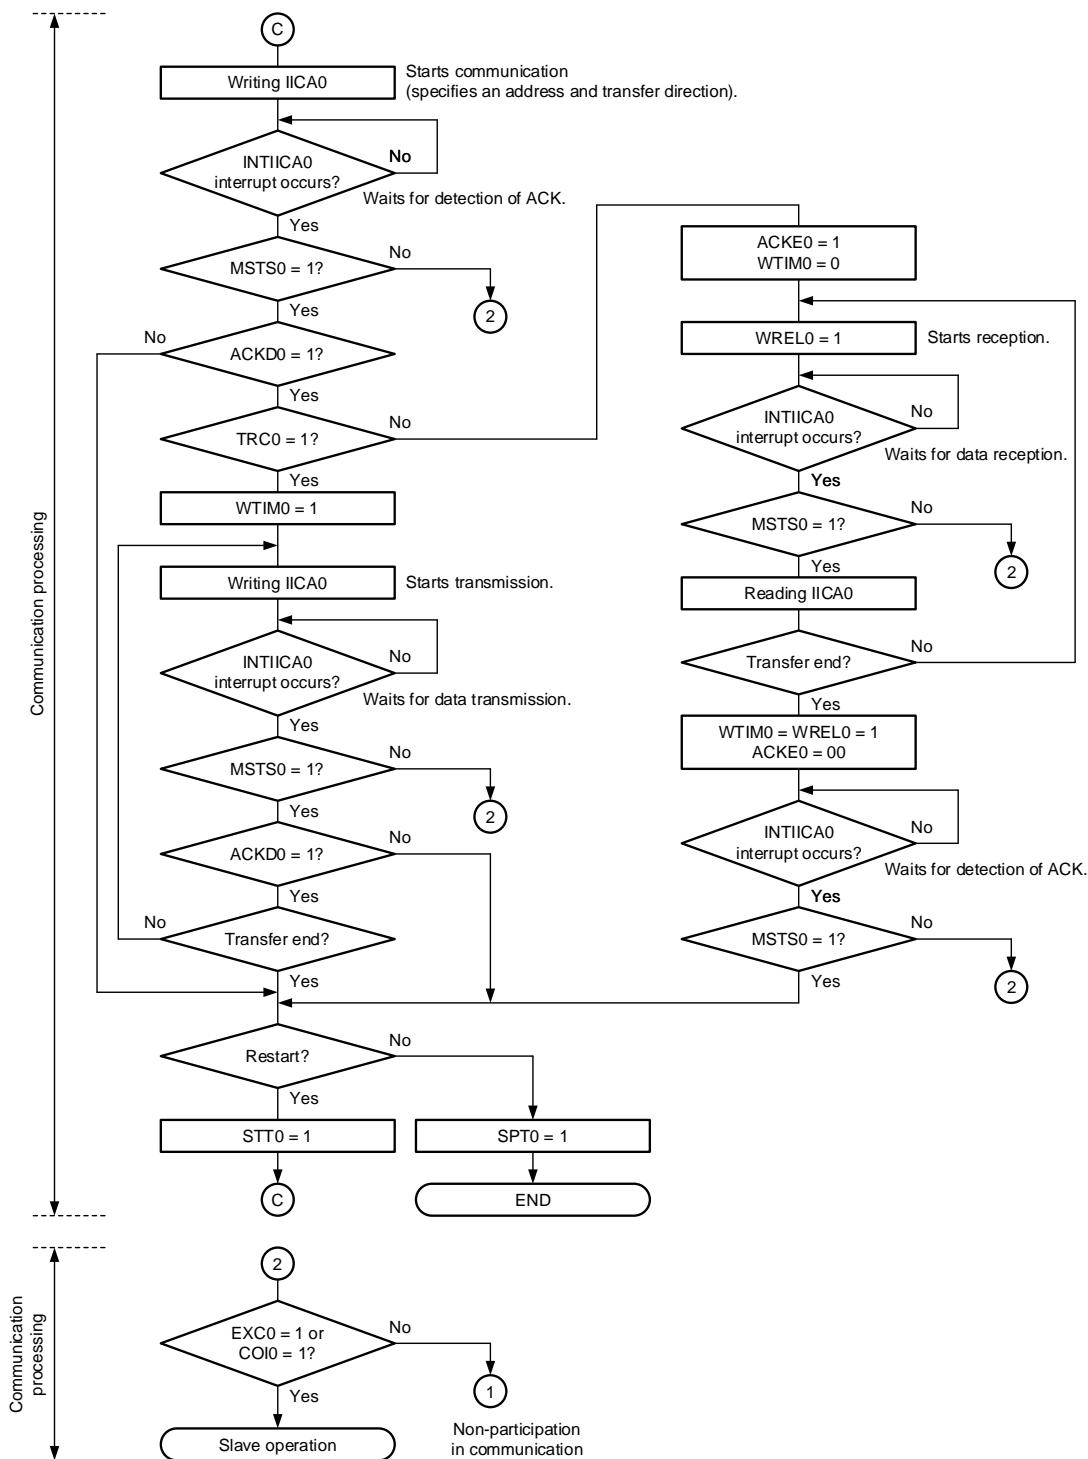 C
Writing IICA0
Starts communication
(specifies an address and transfer direction).
INTIICA0
interrupt occurs?
No
Waits for detection of ACK.
Yes
MSTS0 = 1?
No
2
Yes
No
ACKD0 = 1?
Yes
TRC0 = 1?
No
Yes
WTIM0 = 1
Writing IICA0
Starts transmission.
INTIICA0
interrupt occurs?
No
Waits for data transmission.
Yes
MSTS0 = 1?
No
2
Yes
ACKD0 = 1?
No
Yes
No
Transfer end?
Yes
ACKE0 = 1
WTIM0 = 0
WREL0 = 1
Starts reception.
INTIICA0
interrupt occurs?
No
Waits for data reception.
Yes
MSTS0 = 1?
No
2
Yes
Reading IICA0
Transfer end?
No
Yes
WTIM0 = WREL0 = 1
ACKE0 = 00
INTIICA0
interrupt occurs?
No
Waits for detection of ACK.
Yes
MSTS0 = 1?
No
2
Yes
Restart?
No
Yes
STT0 = 1
SPT0 = 1
C
END
Communication processing
2
EXC0 = 1 or
COI0 = 1?
No
1
Yes
Non-participation
in communication
Slave operation
Communication
processing